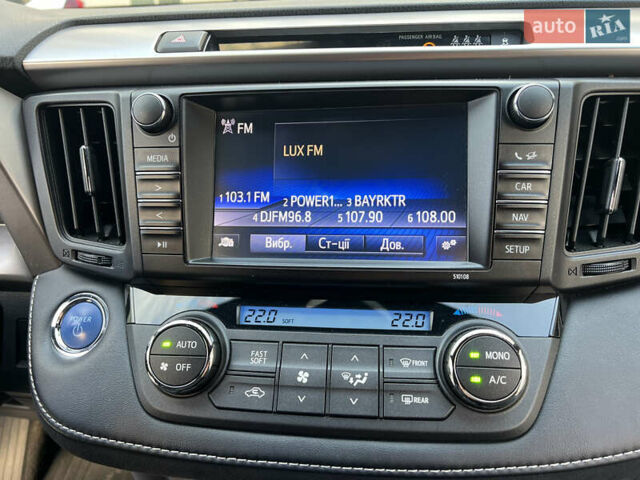 auto RIA .com
PASSENGER AIRBAG
FM
LUX FM
MEDIA
CAR
NAV
SETUP
1 103.1 FM 2 POWER1... 3 BAYRKTR
4 DJFM96.8 5 107.90 6 108.00
Вибр. Ст-ції Дов.
510108
POWER
22.0 SOFT 22.0
AUTO
OFF
FAST SOFT
FRONT
REAR
MONO
A/C